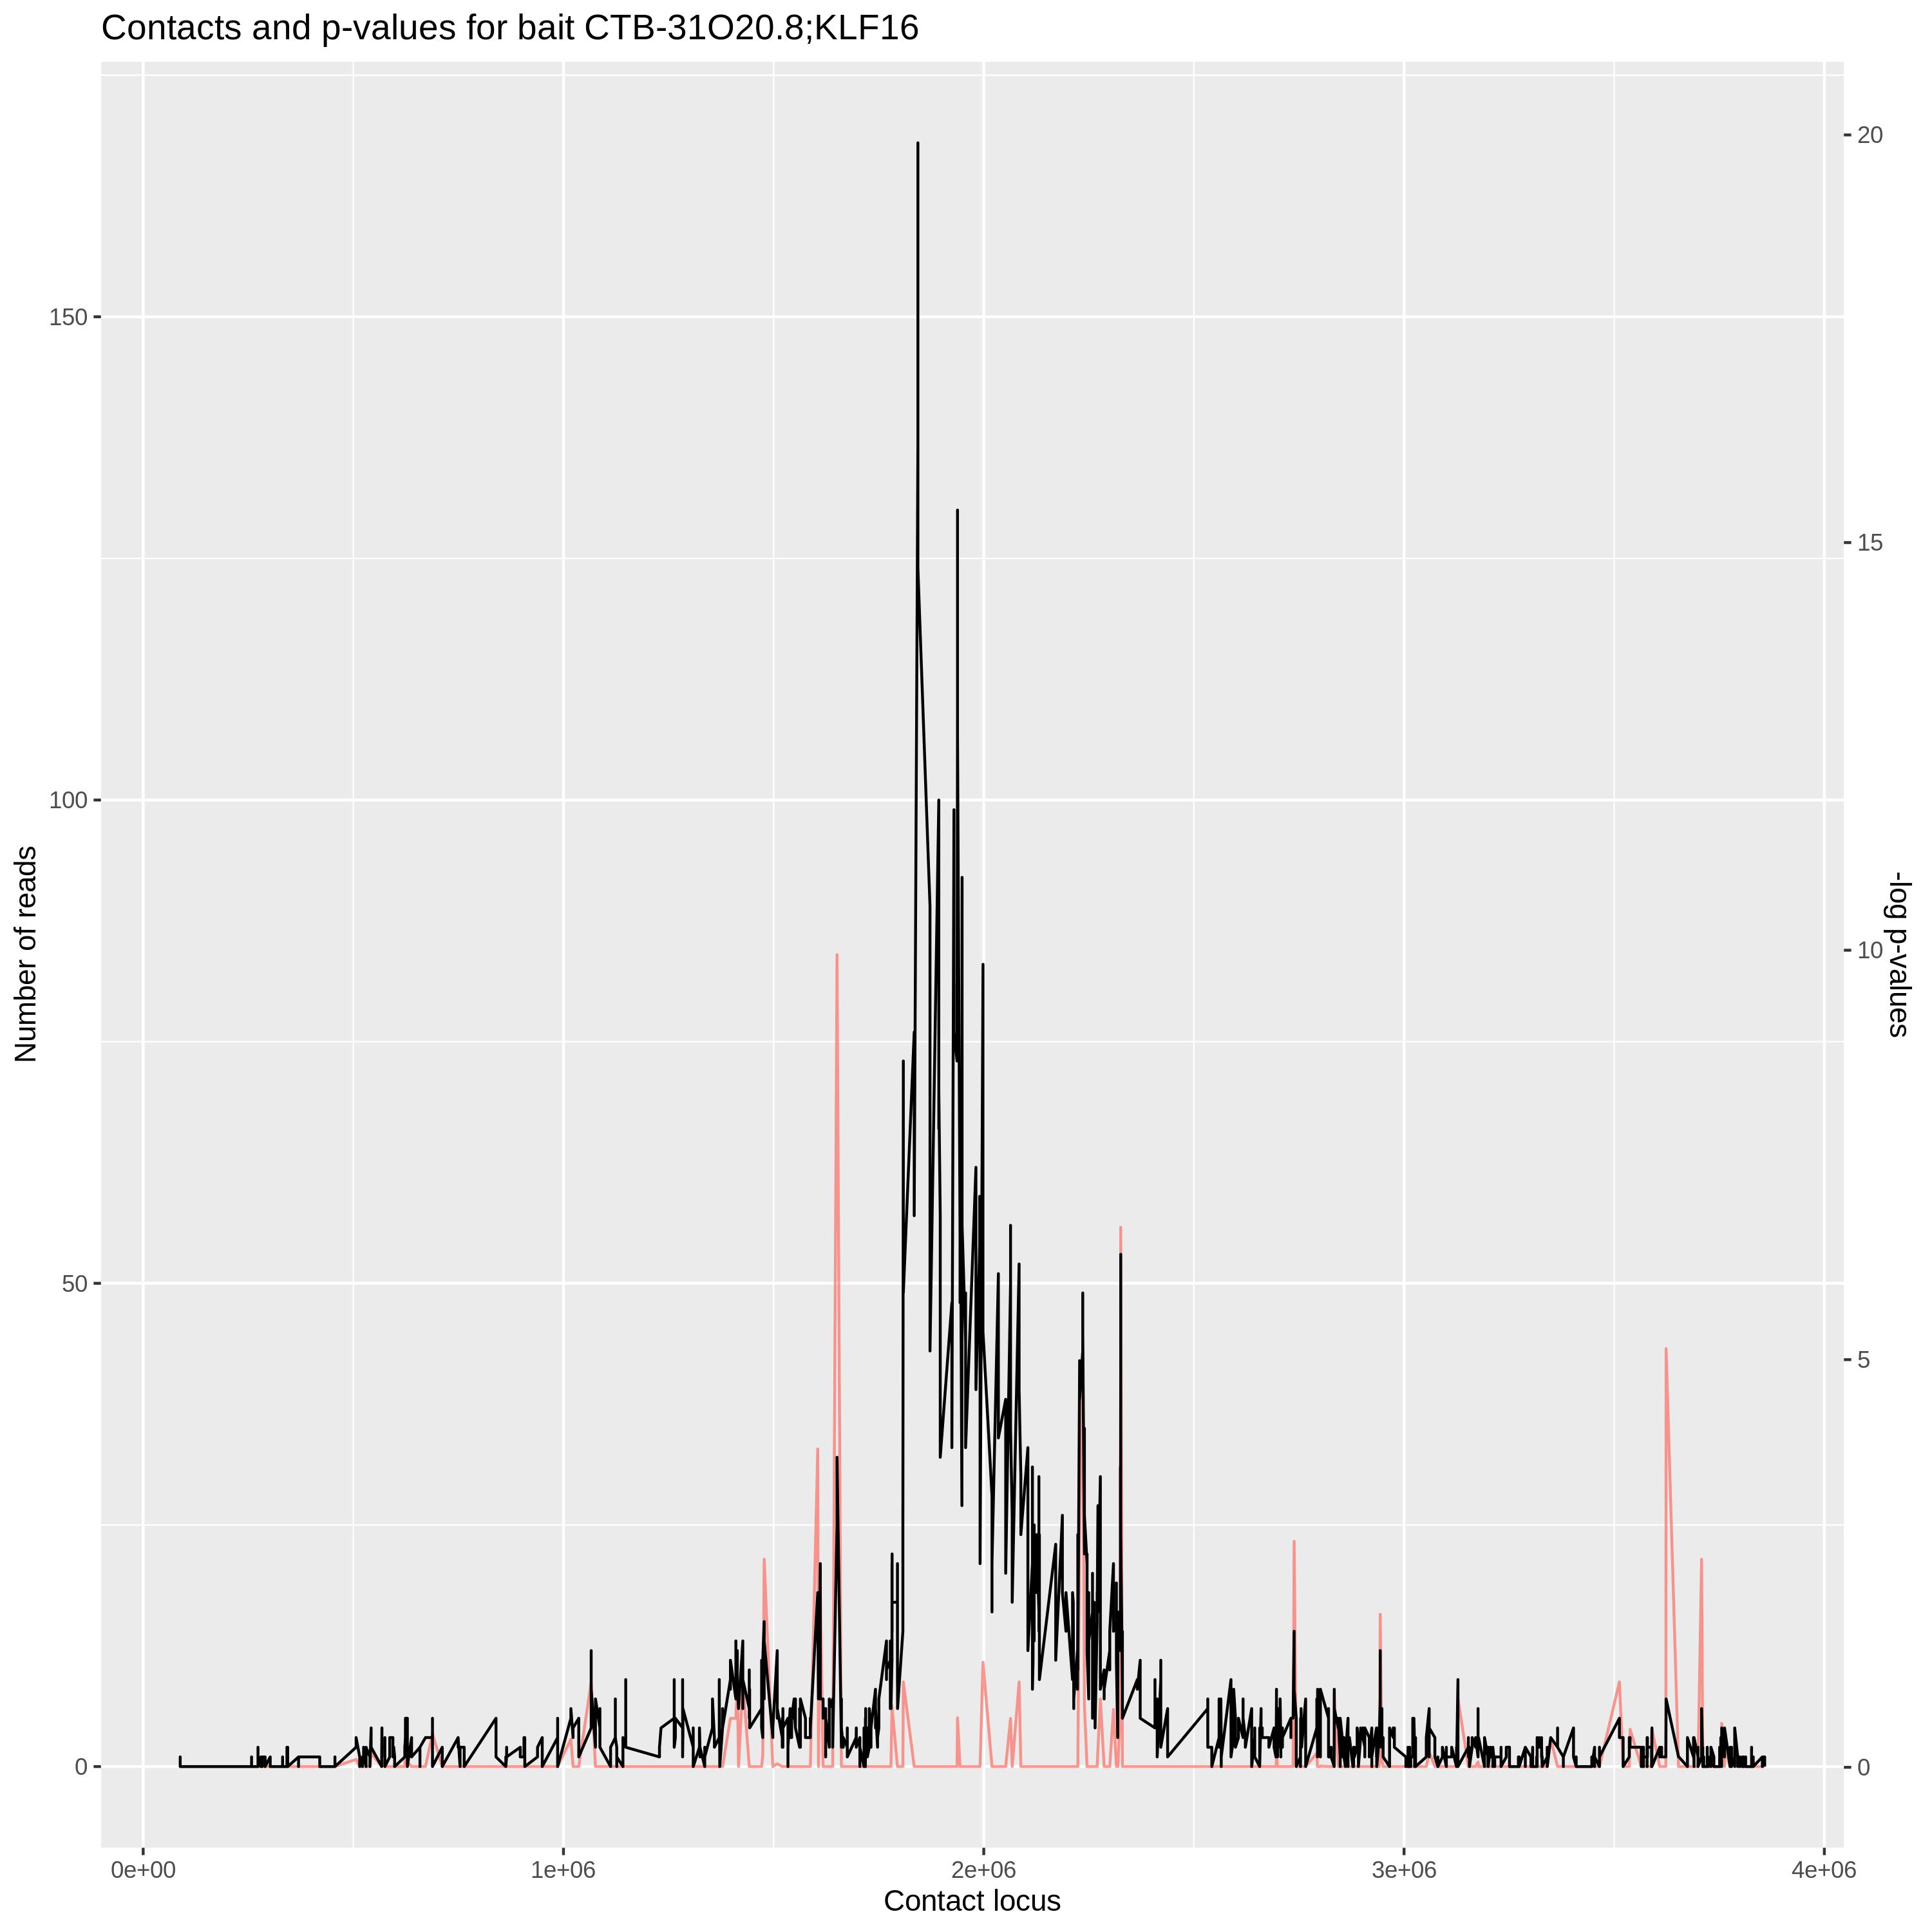 Contacts and p-values for bait CTB-31O20.8;KLF16
150
100
50
0
Number of reads
20
15
10
5
0
-log p-values
0e+00 1e+06 2e+06 3e+06 4e+06
Contact locus